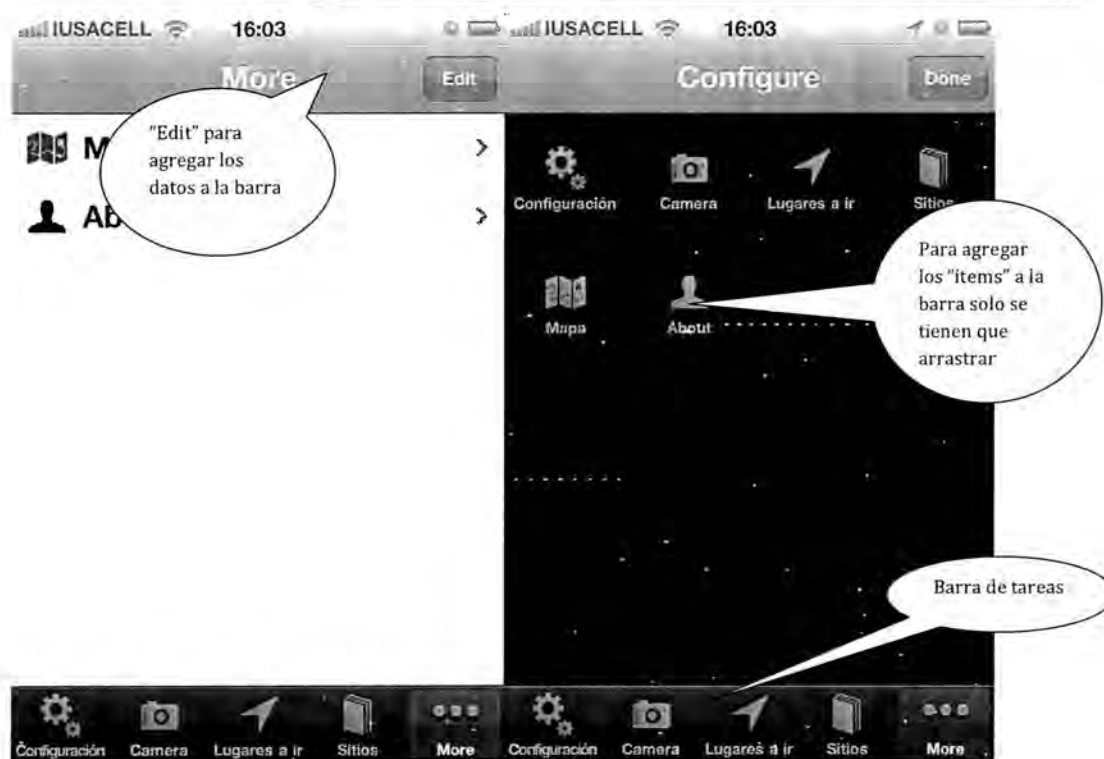 IUSACELL 16:03
More
Edit
"Edit" para
agregar los
datos a la barra
M
Ab
Configuración Camera Lugares a ir Sitios More
IUSACELL 16:03
Configure
Done
Configuración Camera Lugares a ir Sitios
Mapa About
Para agregar
los "items" a la
barra solo se
tienen que
arrastrar
Barra de tareas
Configuración Camera Lugares a ir Sitios More